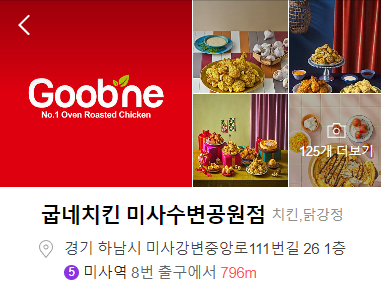 Goobne
No.1 Oven Roasted Chicken
125개 더보기
굽네치킨 미사수변공원점 치킨,닭강정
경기 하남시 미사강변중앙로111번길 26 1층
5 미사역 8번 출구에서 796m